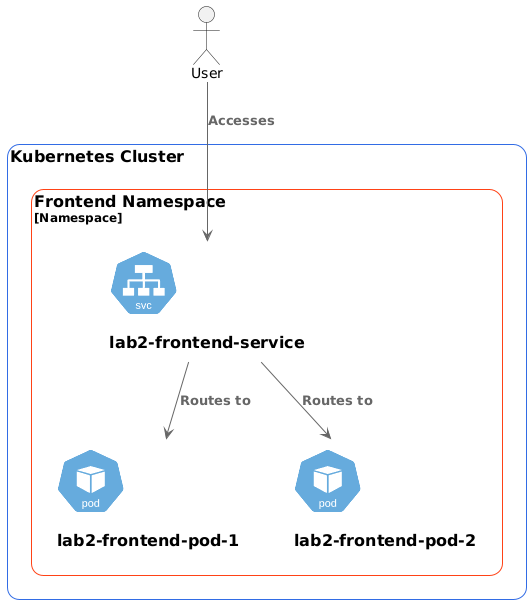 User
Accesses
Kubernetes Cluster
Frontend Namespace
[Namespace]
svc
lab2-frontend-service
Routes to
Routes to
pod
pod
lab2-frontend-pod-1
lab2-frontend-pod-2